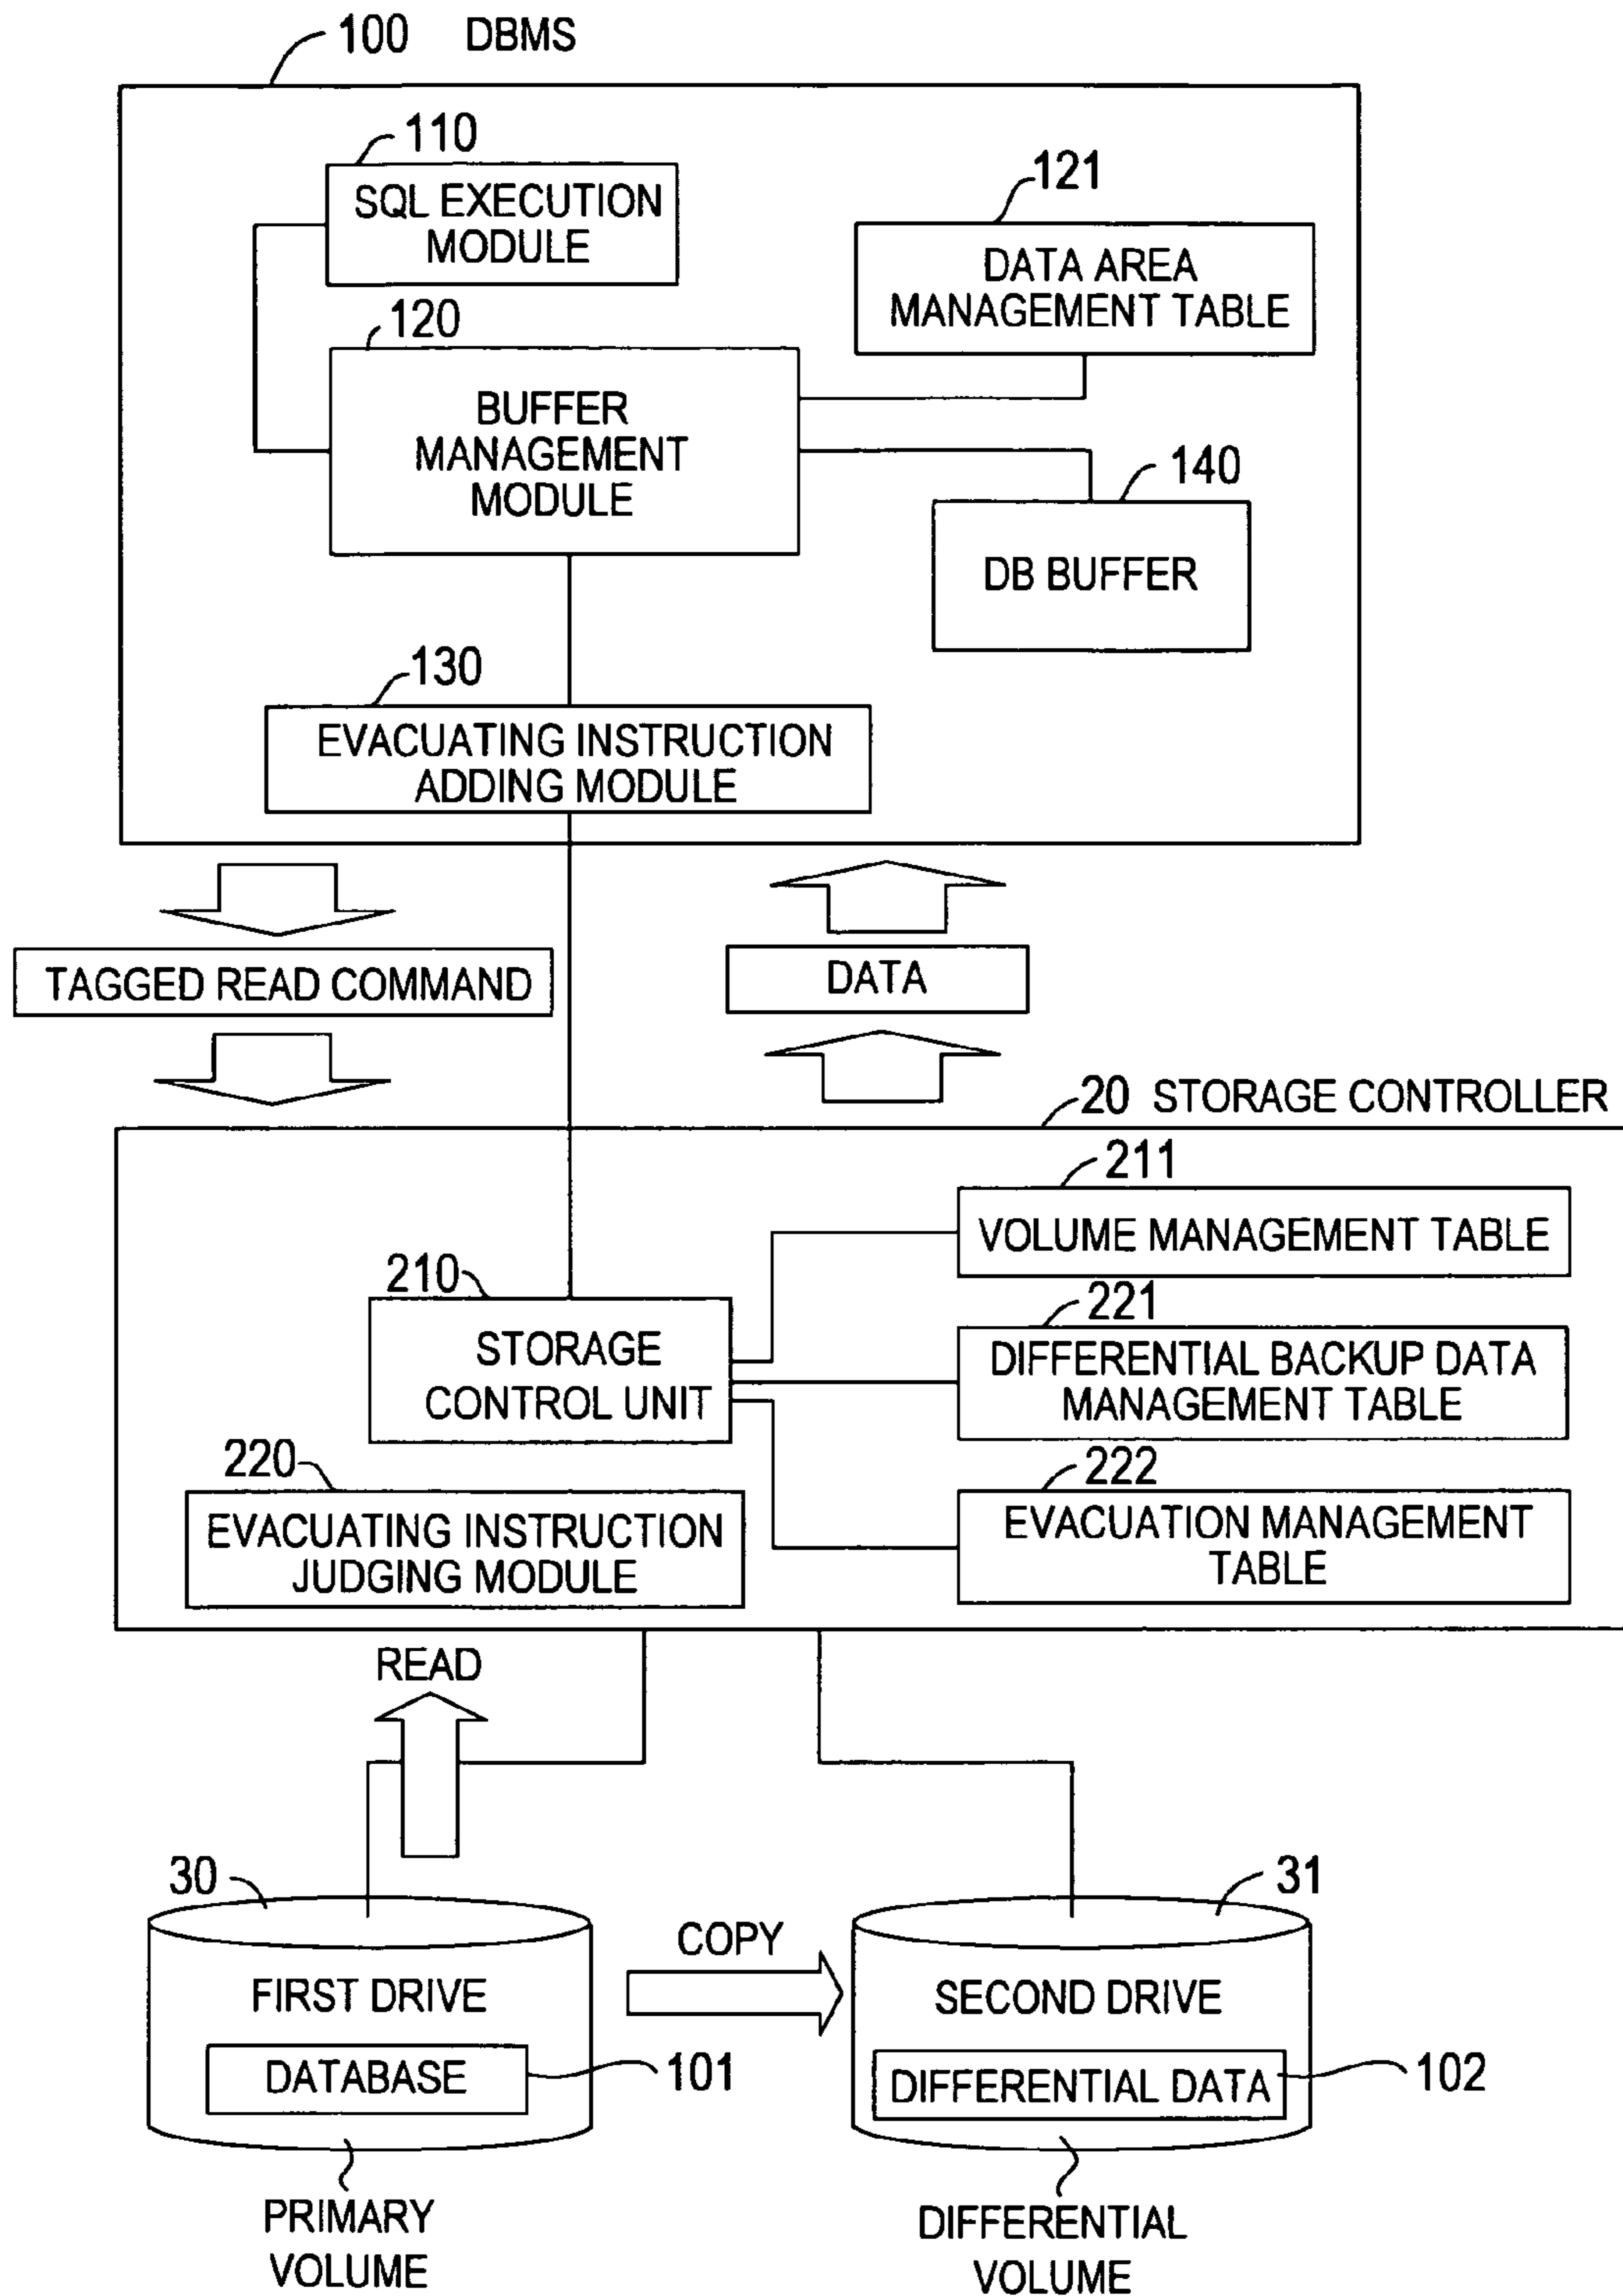 100 DBMS
110
SQL EXECUTION
MODULE
121
DATA AREA
MANAGEMENT TABLE
120
BUFFER
MANAGEMENT
MODULE
140
DB BUFFER
130
EVACUATING INSTRUCTION
ADDING MODULE
TAGGED READ COMMAND
DATA
20 STORAGE CONTROLLER
211
VOLUME MANAGEMENT TABLE
210
STORAGE
CONTROL UNIT
221
DIFFERENTIAL BACKUP DATA
MANAGEMENT TABLE
220
EVACUATING INSTRUCTION
JUDGING MODULE
222
EVACUATION MANAGEMENT
TABLE
READ
30
FIRST DRIVE
DATABASE
101
COPY
31
SECOND DRIVE
DIFFERENTIAL DATA
102
PRIMARY
VOLUME
DIFFERENTIAL
VOLUME